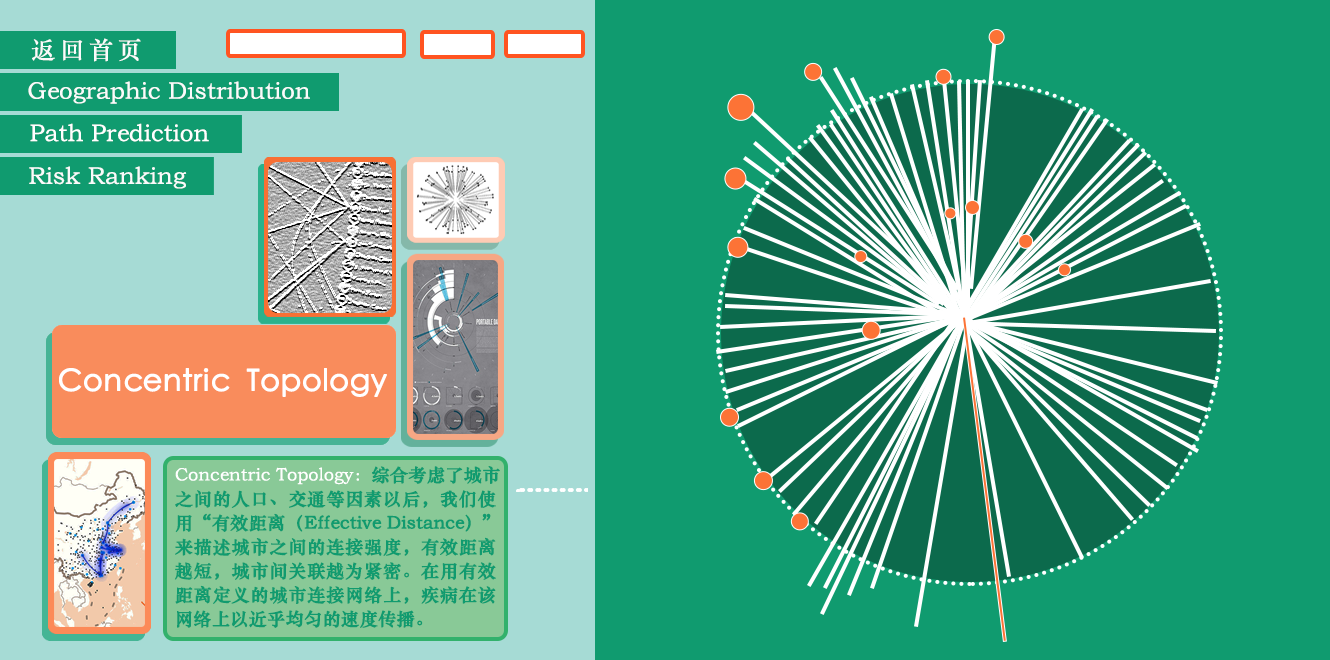 返回首页
Geographic Distribution
Path Prediction
Risk Ranking
PORTABLE DA
Concentric Topology
Concentric Topology: 综合考虑了城市
之间的人口、交通等因素以后，我们使
用“有效距离（Effective Distance）”
来描述城市之间的连接强度，有效距离
越短，城市间关联越为紧密。在用有效
距离定义的城市连接网络上，疾病在该
网络上以近乎均匀的速度传播。